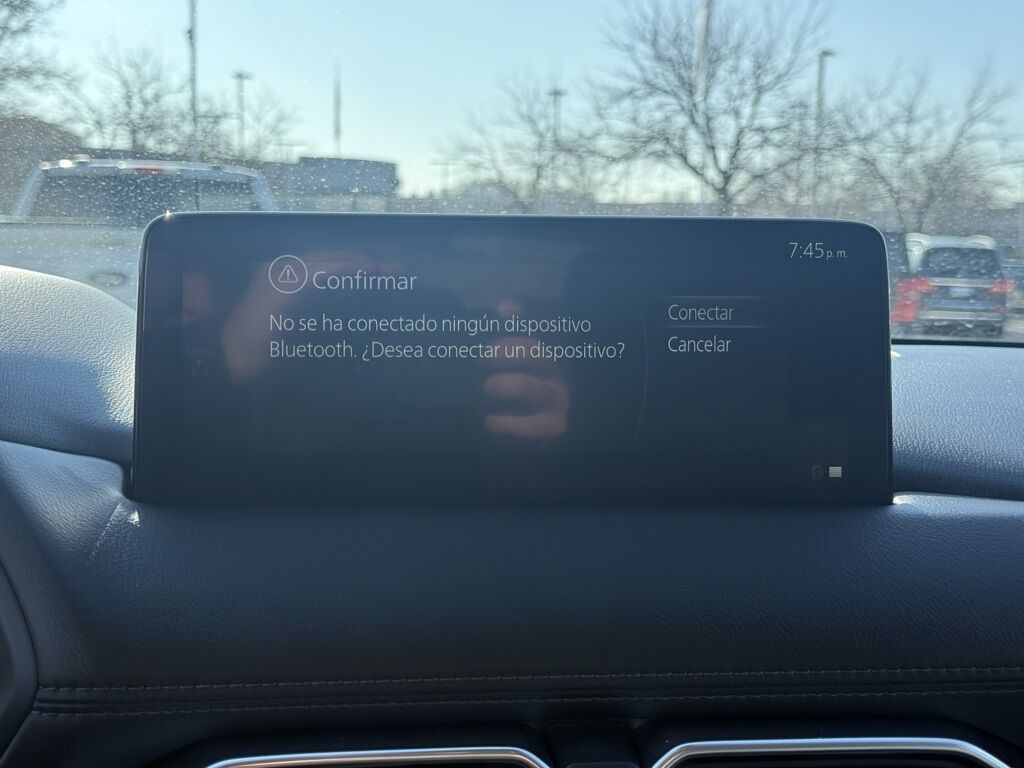 7:45 p. m.
Confirmar
No se ha conectado ningún dispositivo
Bluetooth. ¿Desea conectar un dispositivo?
Conectar
Cancelar